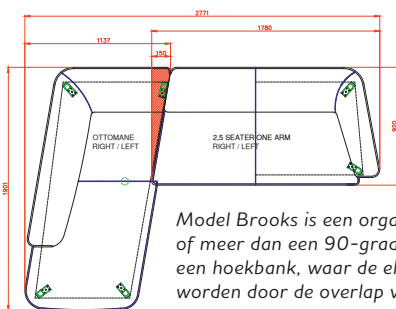 2771
1780
1137
150
1901
920
OTTOMANE
RIGHT / LEFT
2,5 SEATER ONE ARM
RIGHT / LEFT
Model Brooks is een orga
of meer dan een 90-graad
een hoekbank, waar de el
worden door de overlap v